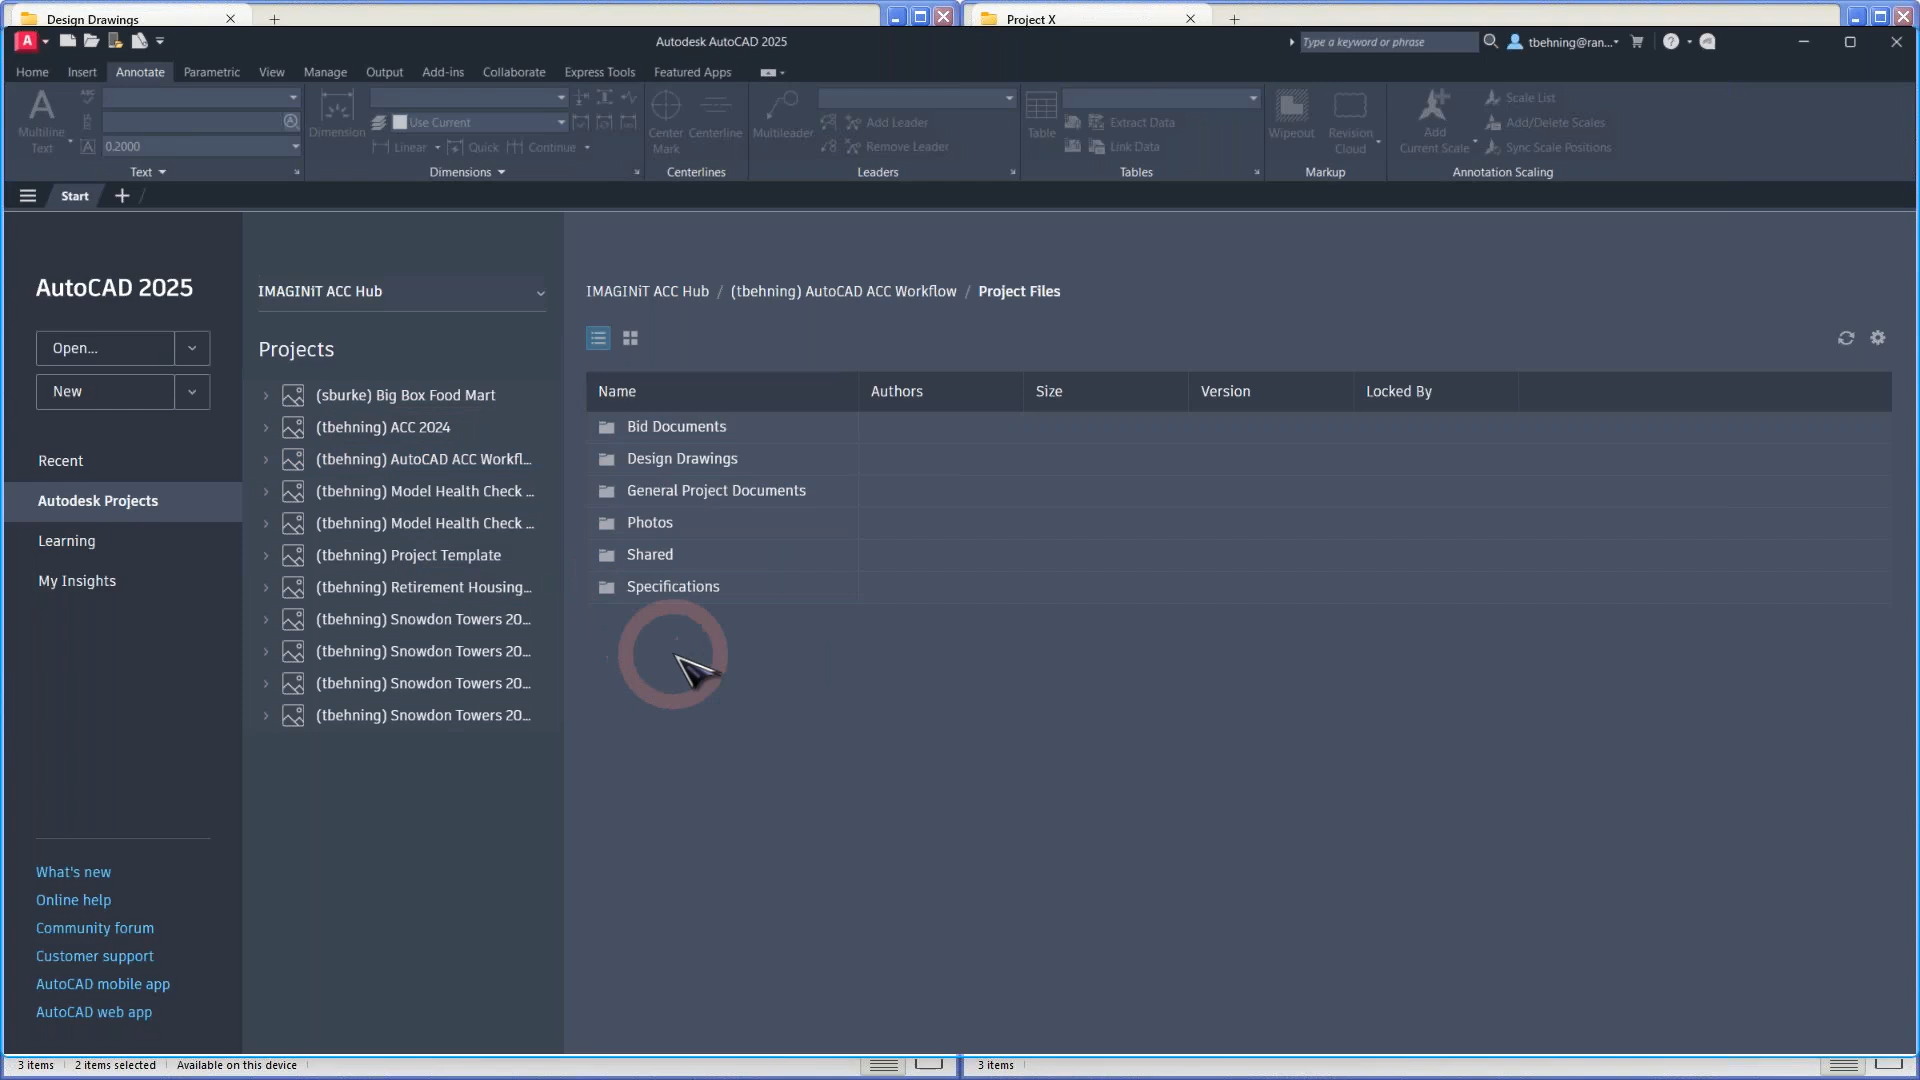 Design Drawings
Project X
A
Autodesk AutoCAD 2025
Type a keyword or phrase
tbehning@ran...
Home Insert Annotate Parametric View Manage Output Add-ins Collaborate Express Tools Featured Apps
Multiline
Text
ABC
0.2000
Text
Dimension
Use Current
Linear
Quick
Continue
Dimensions
Center
Mark
Centerline
Centerlines
Multileader
Add Leader
Remove Leader
Leaders
Table
Extract Data
Link Data
Tables
Wipeout
Revision
Cloud
Markup
Add
Current Scale
Scale List
Add/Delete Scales
Sync Scale Positions
Annotation Scaling
Start
AutoCAD 2025
Open...
New
Recent
Autodesk Projects
Learning
My Insights
What's new
Online help
Community forum
Customer support
AutoCAD mobile app
AutoCAD web app
IMAGINiT ACC Hub
Projects
(sburke) Big Box Food Mart
(tbehning) ACC 2024
(tbehning) AutoCAD ACC Workfl...
(tbehning) Model Health Check ...
(tbehning) Model Health Check ...
(tbehning) Project Template
(tbehning) Retirement Housing...
(tbehning) Snowdon Towers 20...
(tbehning) Snowdon Towers 20...
(tbehning) Snowdon Towers 20...
(tbehning) Snowdon Towers 20...
IMAGINiT ACC Hub / (tbehning) AutoCAD ACC Workflow / Project Files
Name Authors Size Version Locked By
Bid Documents
Design Drawings
General Project Documents
Photos
Shared
Specifications
3 items 2 items selected Available on this device
3 items